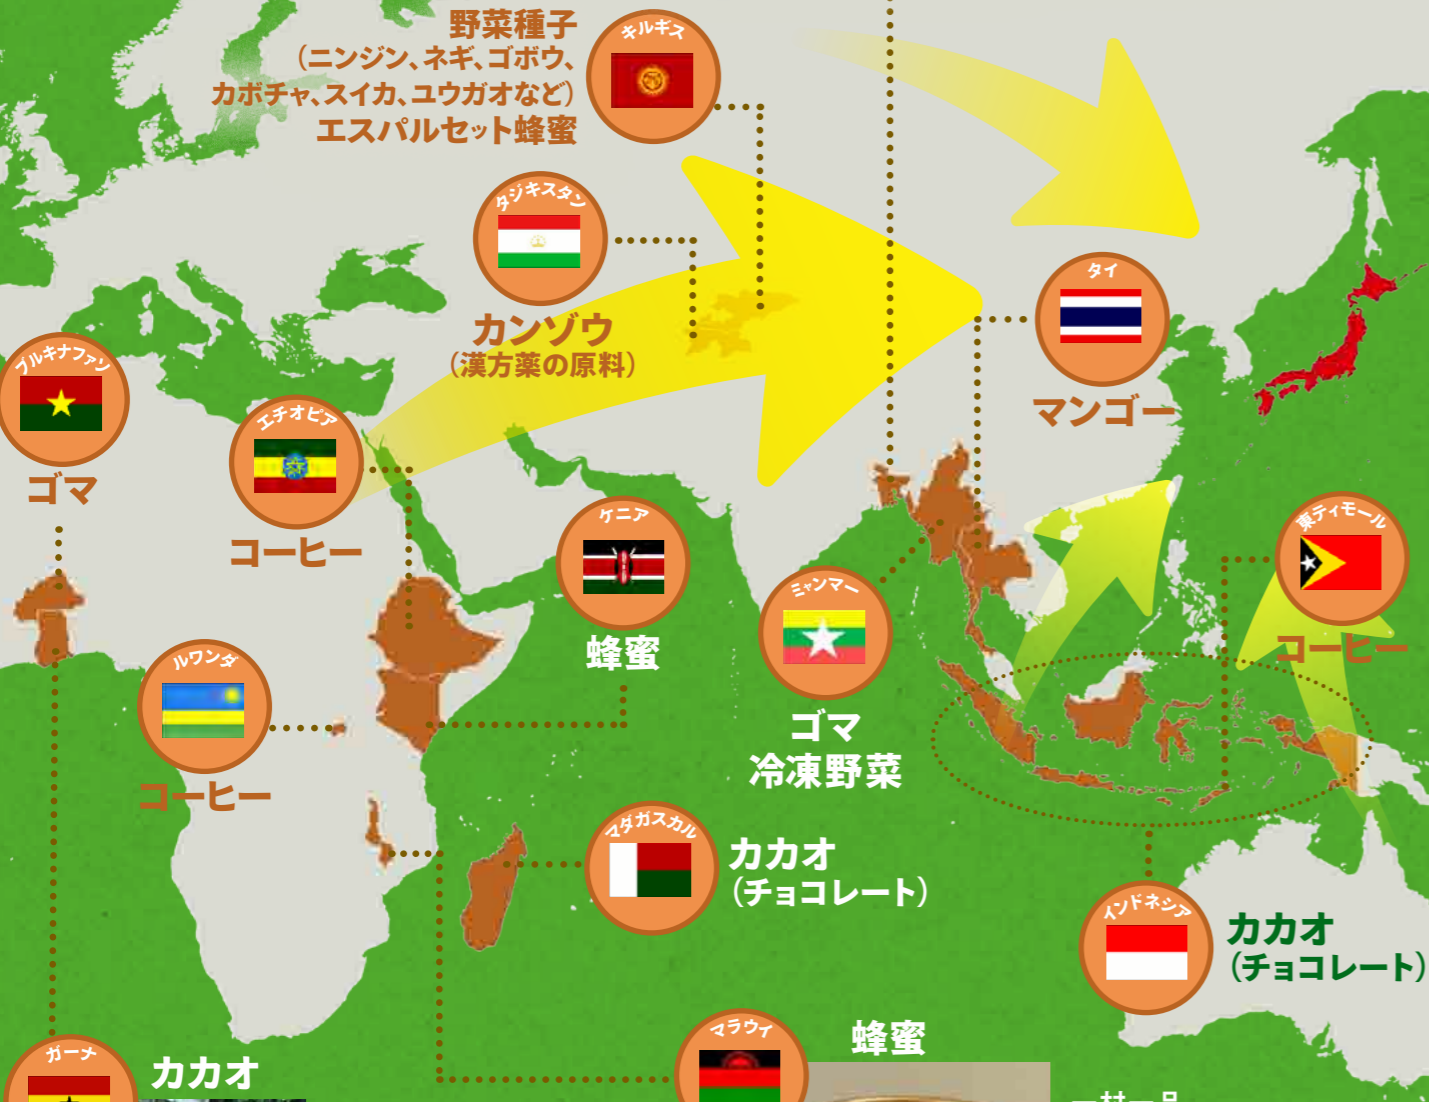 野菜種子
（ニンジン、ネギ、ゴボウ、
カボチャ、スイカ、ユウガオなど）
エスパルセット蜂蜜
キルギス
タジキスタン
カンゾウ
（漢方薬の原料）
タイ
マンゴー
ブルキナファソ
ゴマ
エチオピア
コーヒー
ケニア
蜂蜜
東ティモール
コーヒー
ミャンマー
ゴマ
冷凍野菜
ルワンダ
コーヒー
マダガスカル
カカオ
（チョコレート）
インドネシア
カカオ
（チョコレート）
ガーナ
カカオ
マラウイ
蜂蜜
一村一品